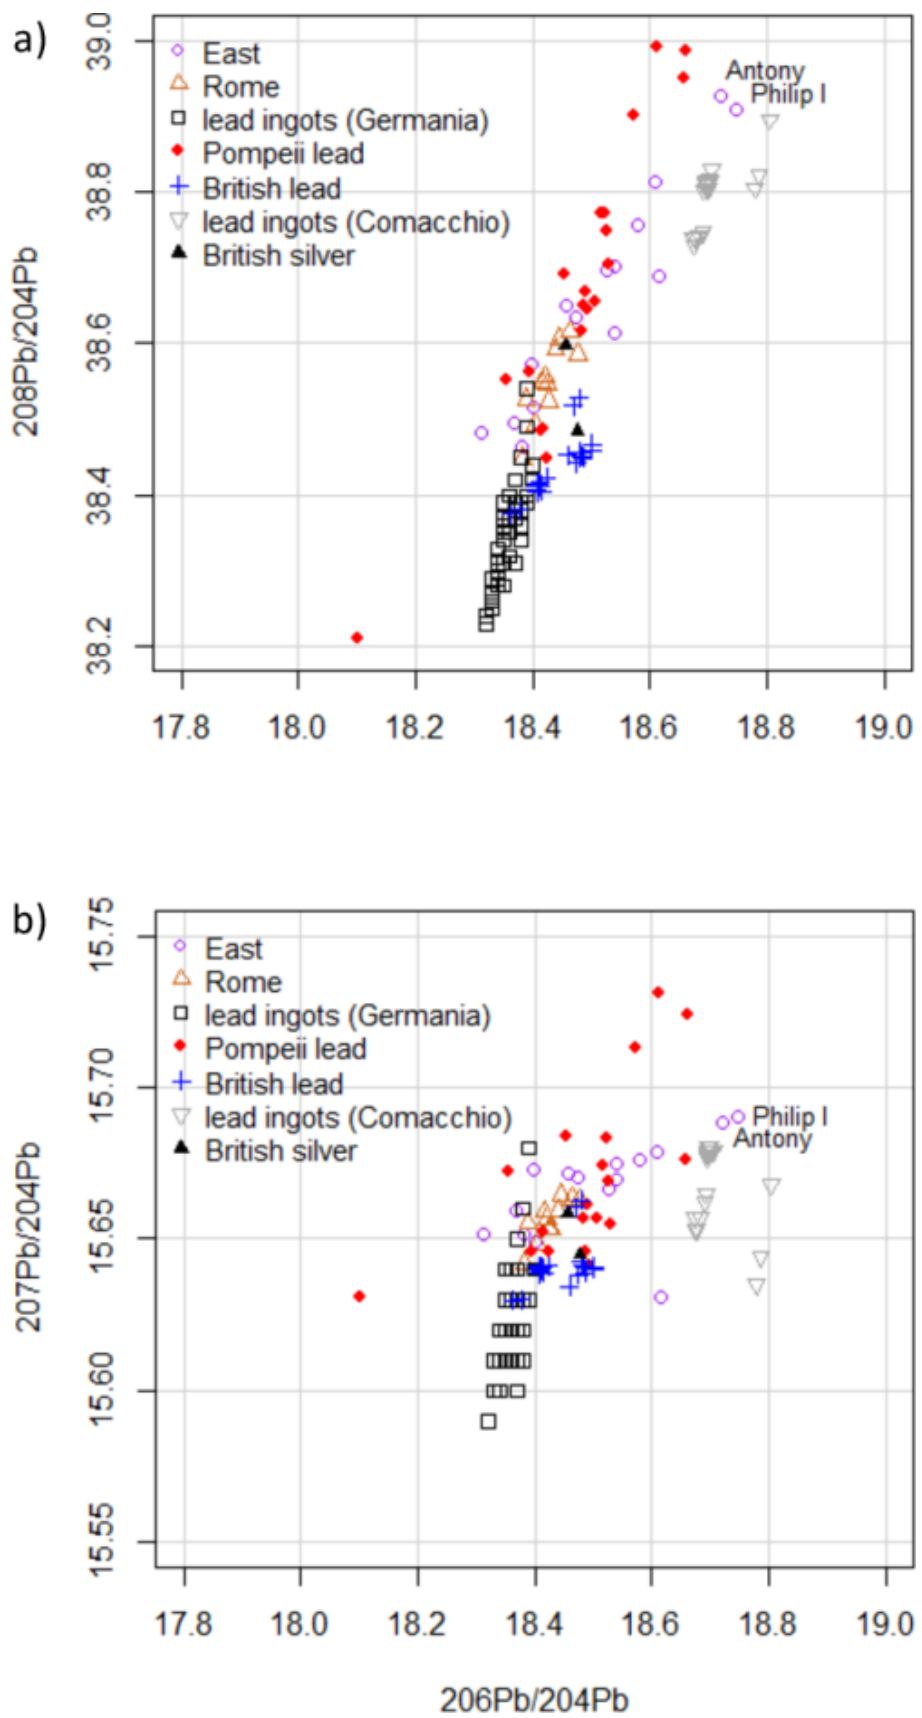 a)
East
Rome
lead ingots (Germania)
Pompeii lead
British lead
lead ingots (Comacchio)
British silver
Antony
Philip I
208Pb/204Pb
39.0
38.8
38.6
38.4
38.2
17.8 18.0 18.2 18.4 18.6 18.8 19.0
b)
East
Rome
lead ingots (Germania)
Pompeii lead
British lead
lead ingots (Comacchio)
British silver
Philip I
Antony
207Pb/204Pb
15.75
15.70
15.65
15.60
15.55
17.8 18.0 18.2 18.4 18.6 18.8 19.0
206Pb/204Pb